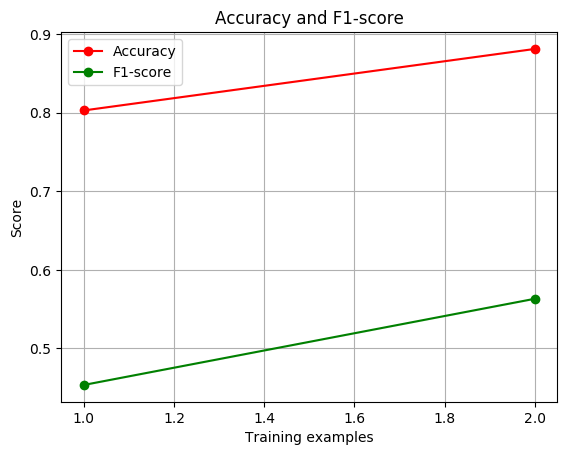 Accuracy and F1-score
Accuracy
F1-score
Score
0.9
0.8
0.7
0.6
0.5
1.0 1.2 1.4 1.6 1.8 2.0
Training examples